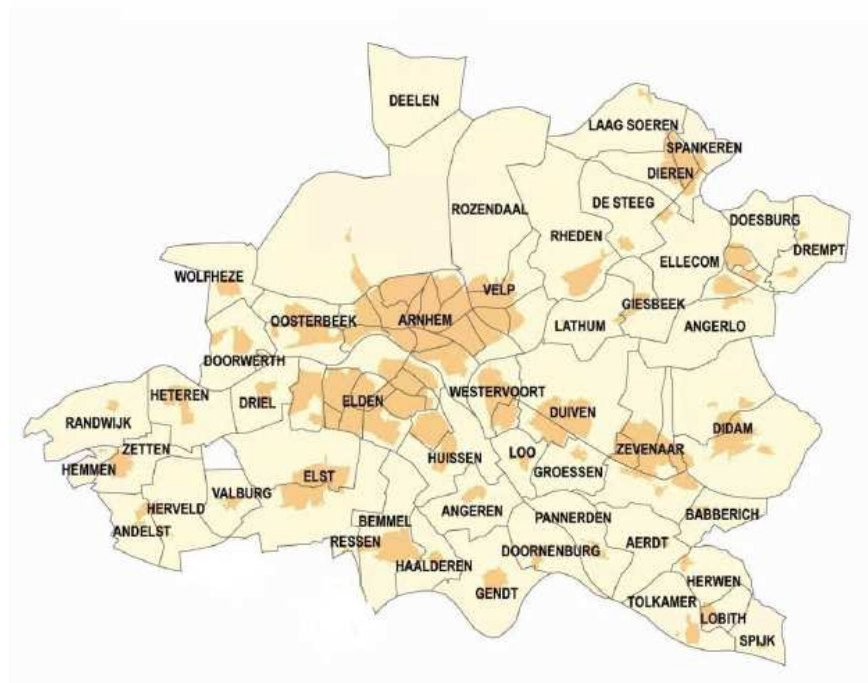 DEELEN
LAAG SOEREN
SPANKEREN
DIEREN
DE STEEG
ROZENDAAL
DOESBURG
RHEDEN
DREMPT
ELLECOM
WOLFHEZE
VELP
GIESBEEK
OOSTERBEEK
ARNHEM
LATHUM
ANGERLO
DOORWERTH
WESTERVOORT
HETEREN
DRIEL
ELDEN
DUIVEN
RANDWIJK
DIDAM
ZETTEN
ZEVENAAR
LOO
HUISSEN
HEMMEN
GROESSEN
ELST
VALBURG
HERVELD
ANGEREN
BABBERICH
PANNERDEN
BEMMEL
ANDELST
RESSEN
AERDT
DOORNENBURG
HAALDEREN
HERWEN
GENDT
TOLKAMER
LOBITH
SPIJK